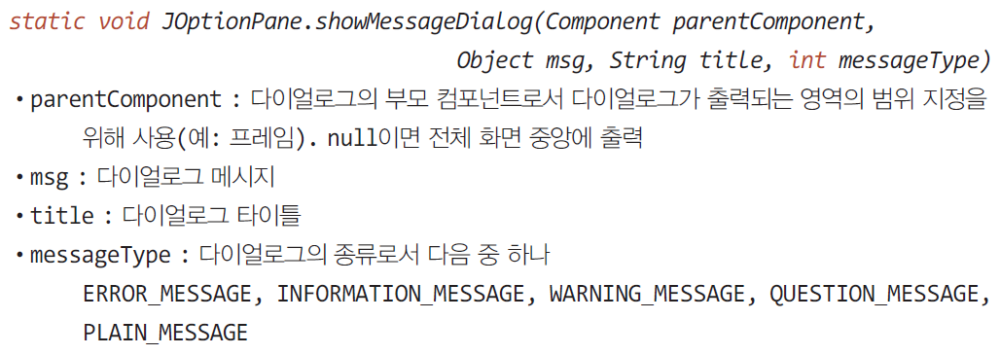 static void JOptionPane.showMessageDialog(Component parentComponent,
Object msg, String title, int messageType)
• parentComponent : 다이얼로그의 부모 컴포넌트로서 다이얼로그가 출력되는 영역의 범위 지정을
위해 사용(예: 프레임). null이면 전체 화면 중앙에 출력
• msg : 다이얼로그 메시지
• title : 다이얼로그 타이틀
• messageType : 다이얼로그의 종류로서 다음 중 하나
ERROR_MESSAGE, INFORMATION_MESSAGE, WARNING_MESSAGE, QUESTION_MESSAGE,
PLAIN_MESSAGE